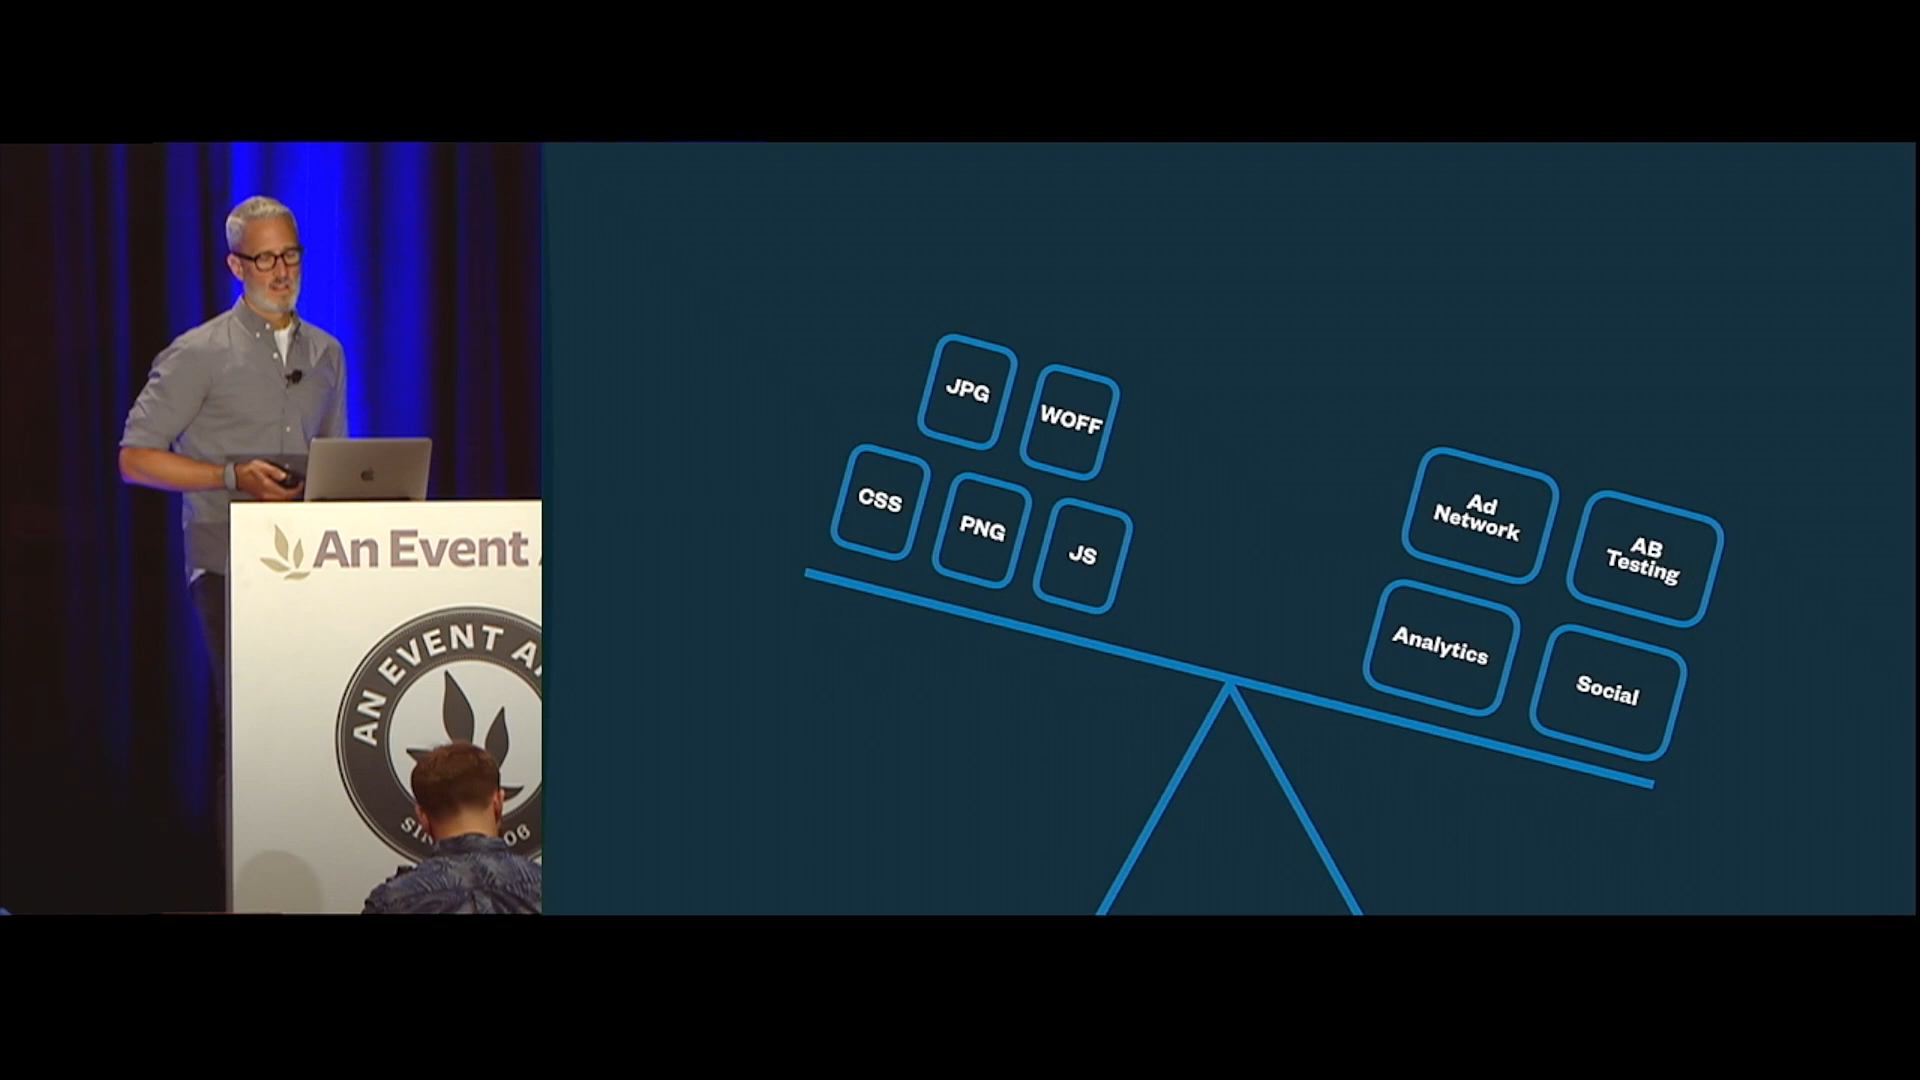 An Event
AN EVENT A
JPG
WOFF
CSS
PNG
JS
Ad
Network
AB
Testing
Analytics
Social